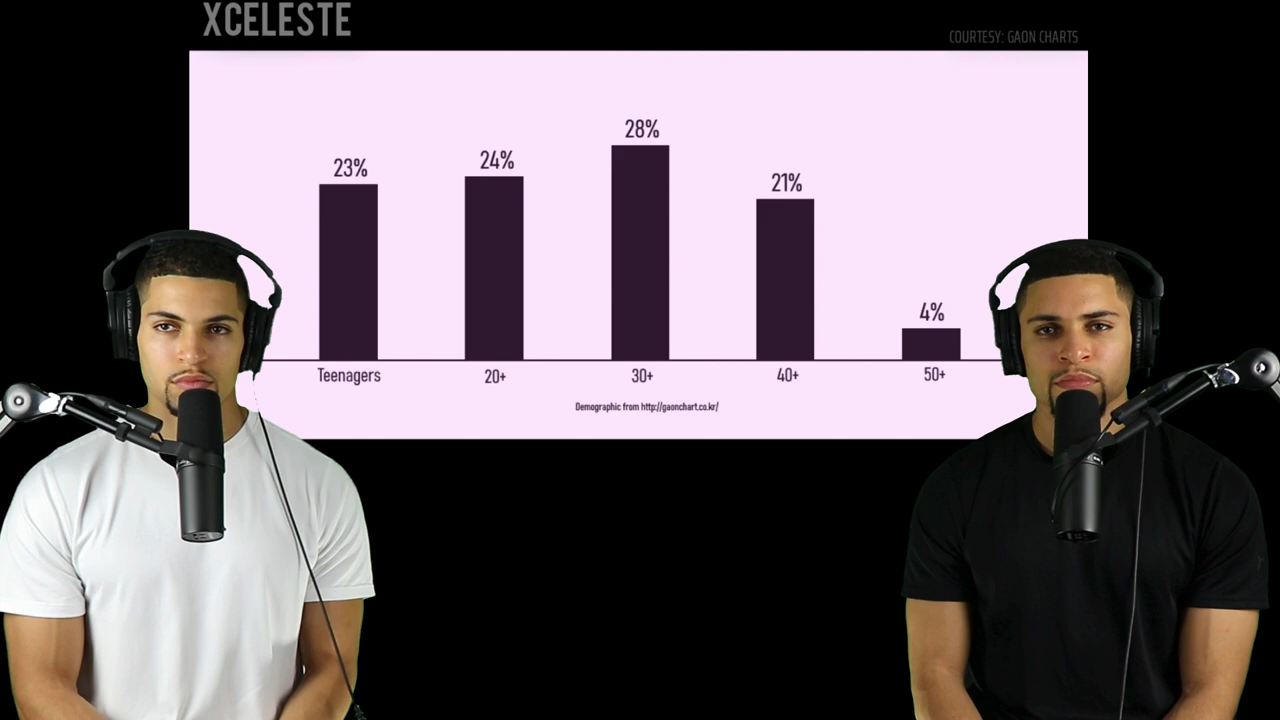 XCELESTE
COURTESY: GAON CHARTS
28%
24%
23%
21%
4%
Teenagers
20+
30+
40+
50+
Demographic from http://gaonchart.co.kr/